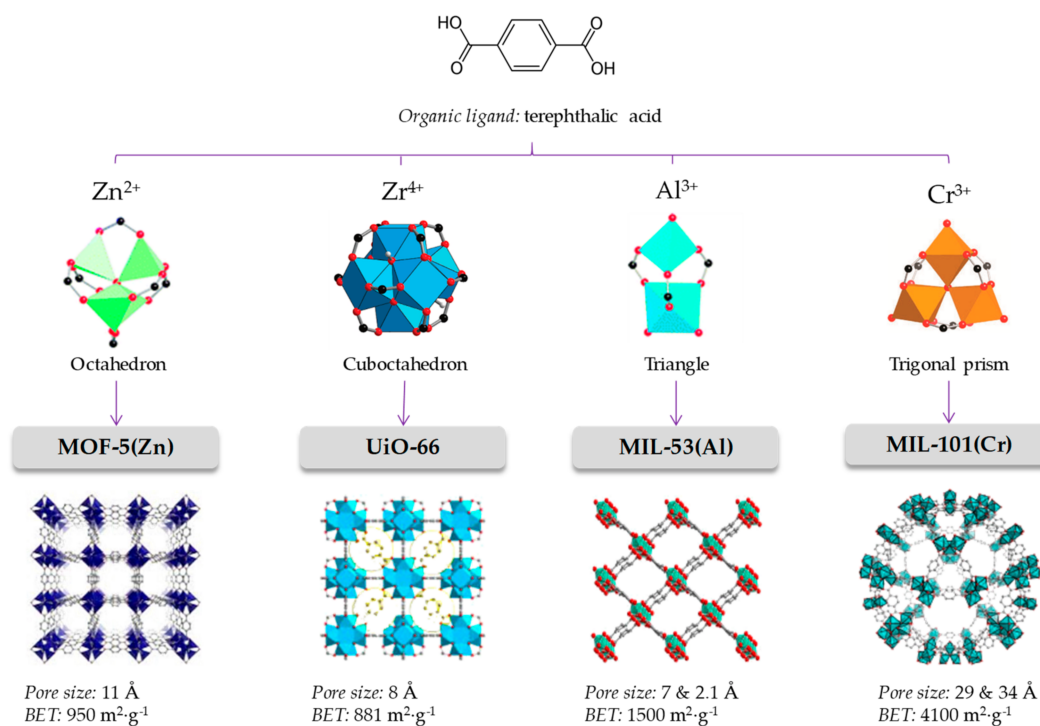 HO
O
O
OH
Organic ligand: terephthalic acid
Zn²⁺
Zr⁴⁺
Al³⁺
Cr³⁺
Octahedron
Cuboctahedron
Triangle
Trigonal prism
MOF-5(Zn)
UiO-66
MIL-53(Al)
MIL-101(Cr)
Pore size: 11 Å
BET: 950 m²·g⁻¹
Pore size: 8 Å
BET: 881 m²·g⁻¹
Pore size: 7 & 2.1 Å
BET: 1500 m²·g⁻¹
Pore size: 29 & 34 Å
BET: 4100 m²·g⁻¹